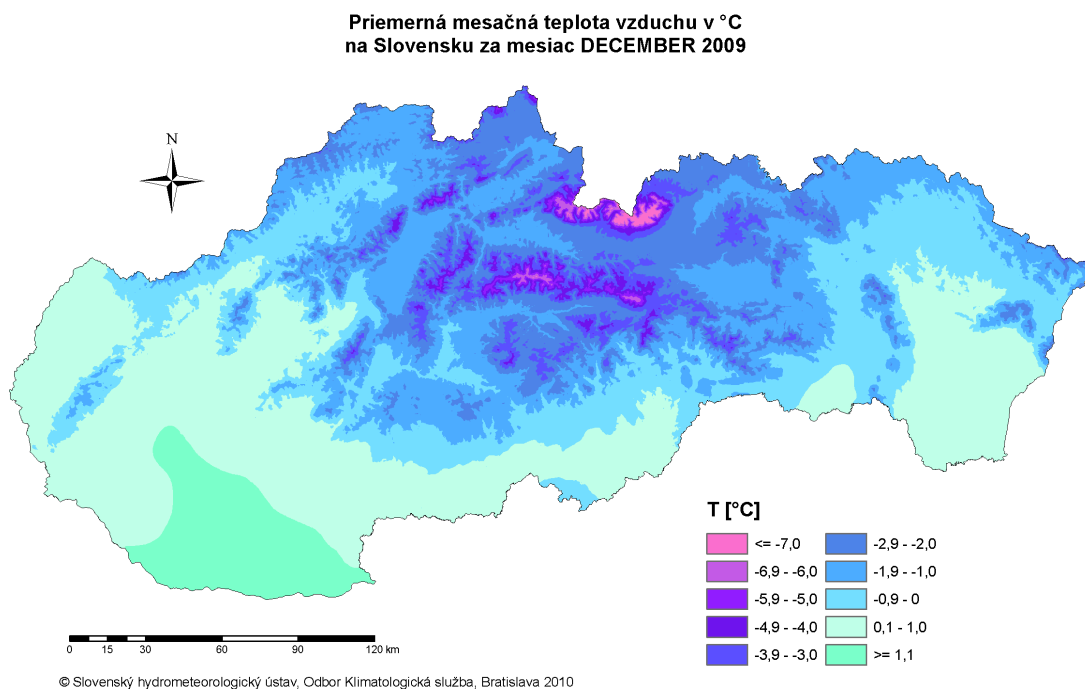 Priemerná mesačná teplota vzduchu v °C
na Slovensku za mesiac DECEMBER 2009
N
T [°C]
<= -7,0
-6,9 - -6,0
-5,9 - -5,0
-4,9 - -4,0
-3,9 - -3,0
-2,9 - -2,0
-1,9 - -1,0
-0,9 - 0
0,1 - 1,0
>= 1,1
0 15 30 60 90 120 km
© Slovenský hydrometeorologický ústav, Odbor Klimatologická služba, Bratislava 2010